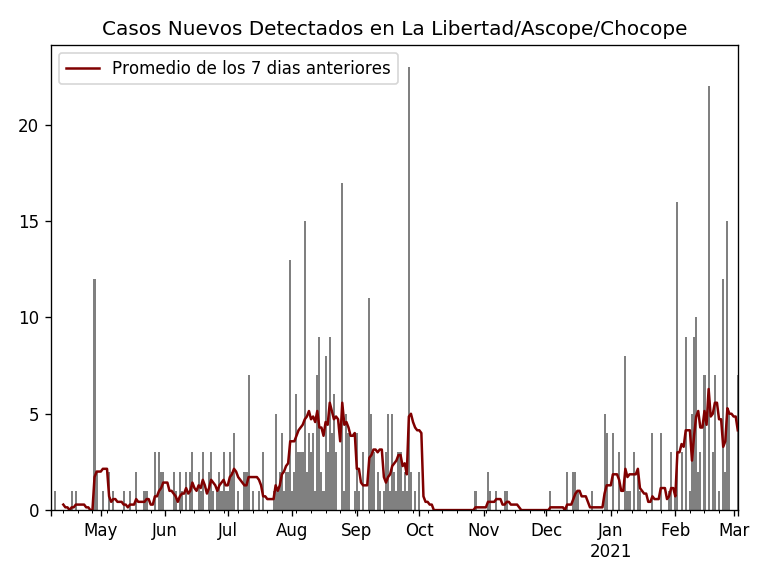 Casos Nuevos Detectados en La Libertad/Ascope/Chocope
Promedio de los 7 dias anteriores
20
15
10
5
0
May Jun Jul Aug Sep Oct Nov Dec Jan Feb Mar
2021